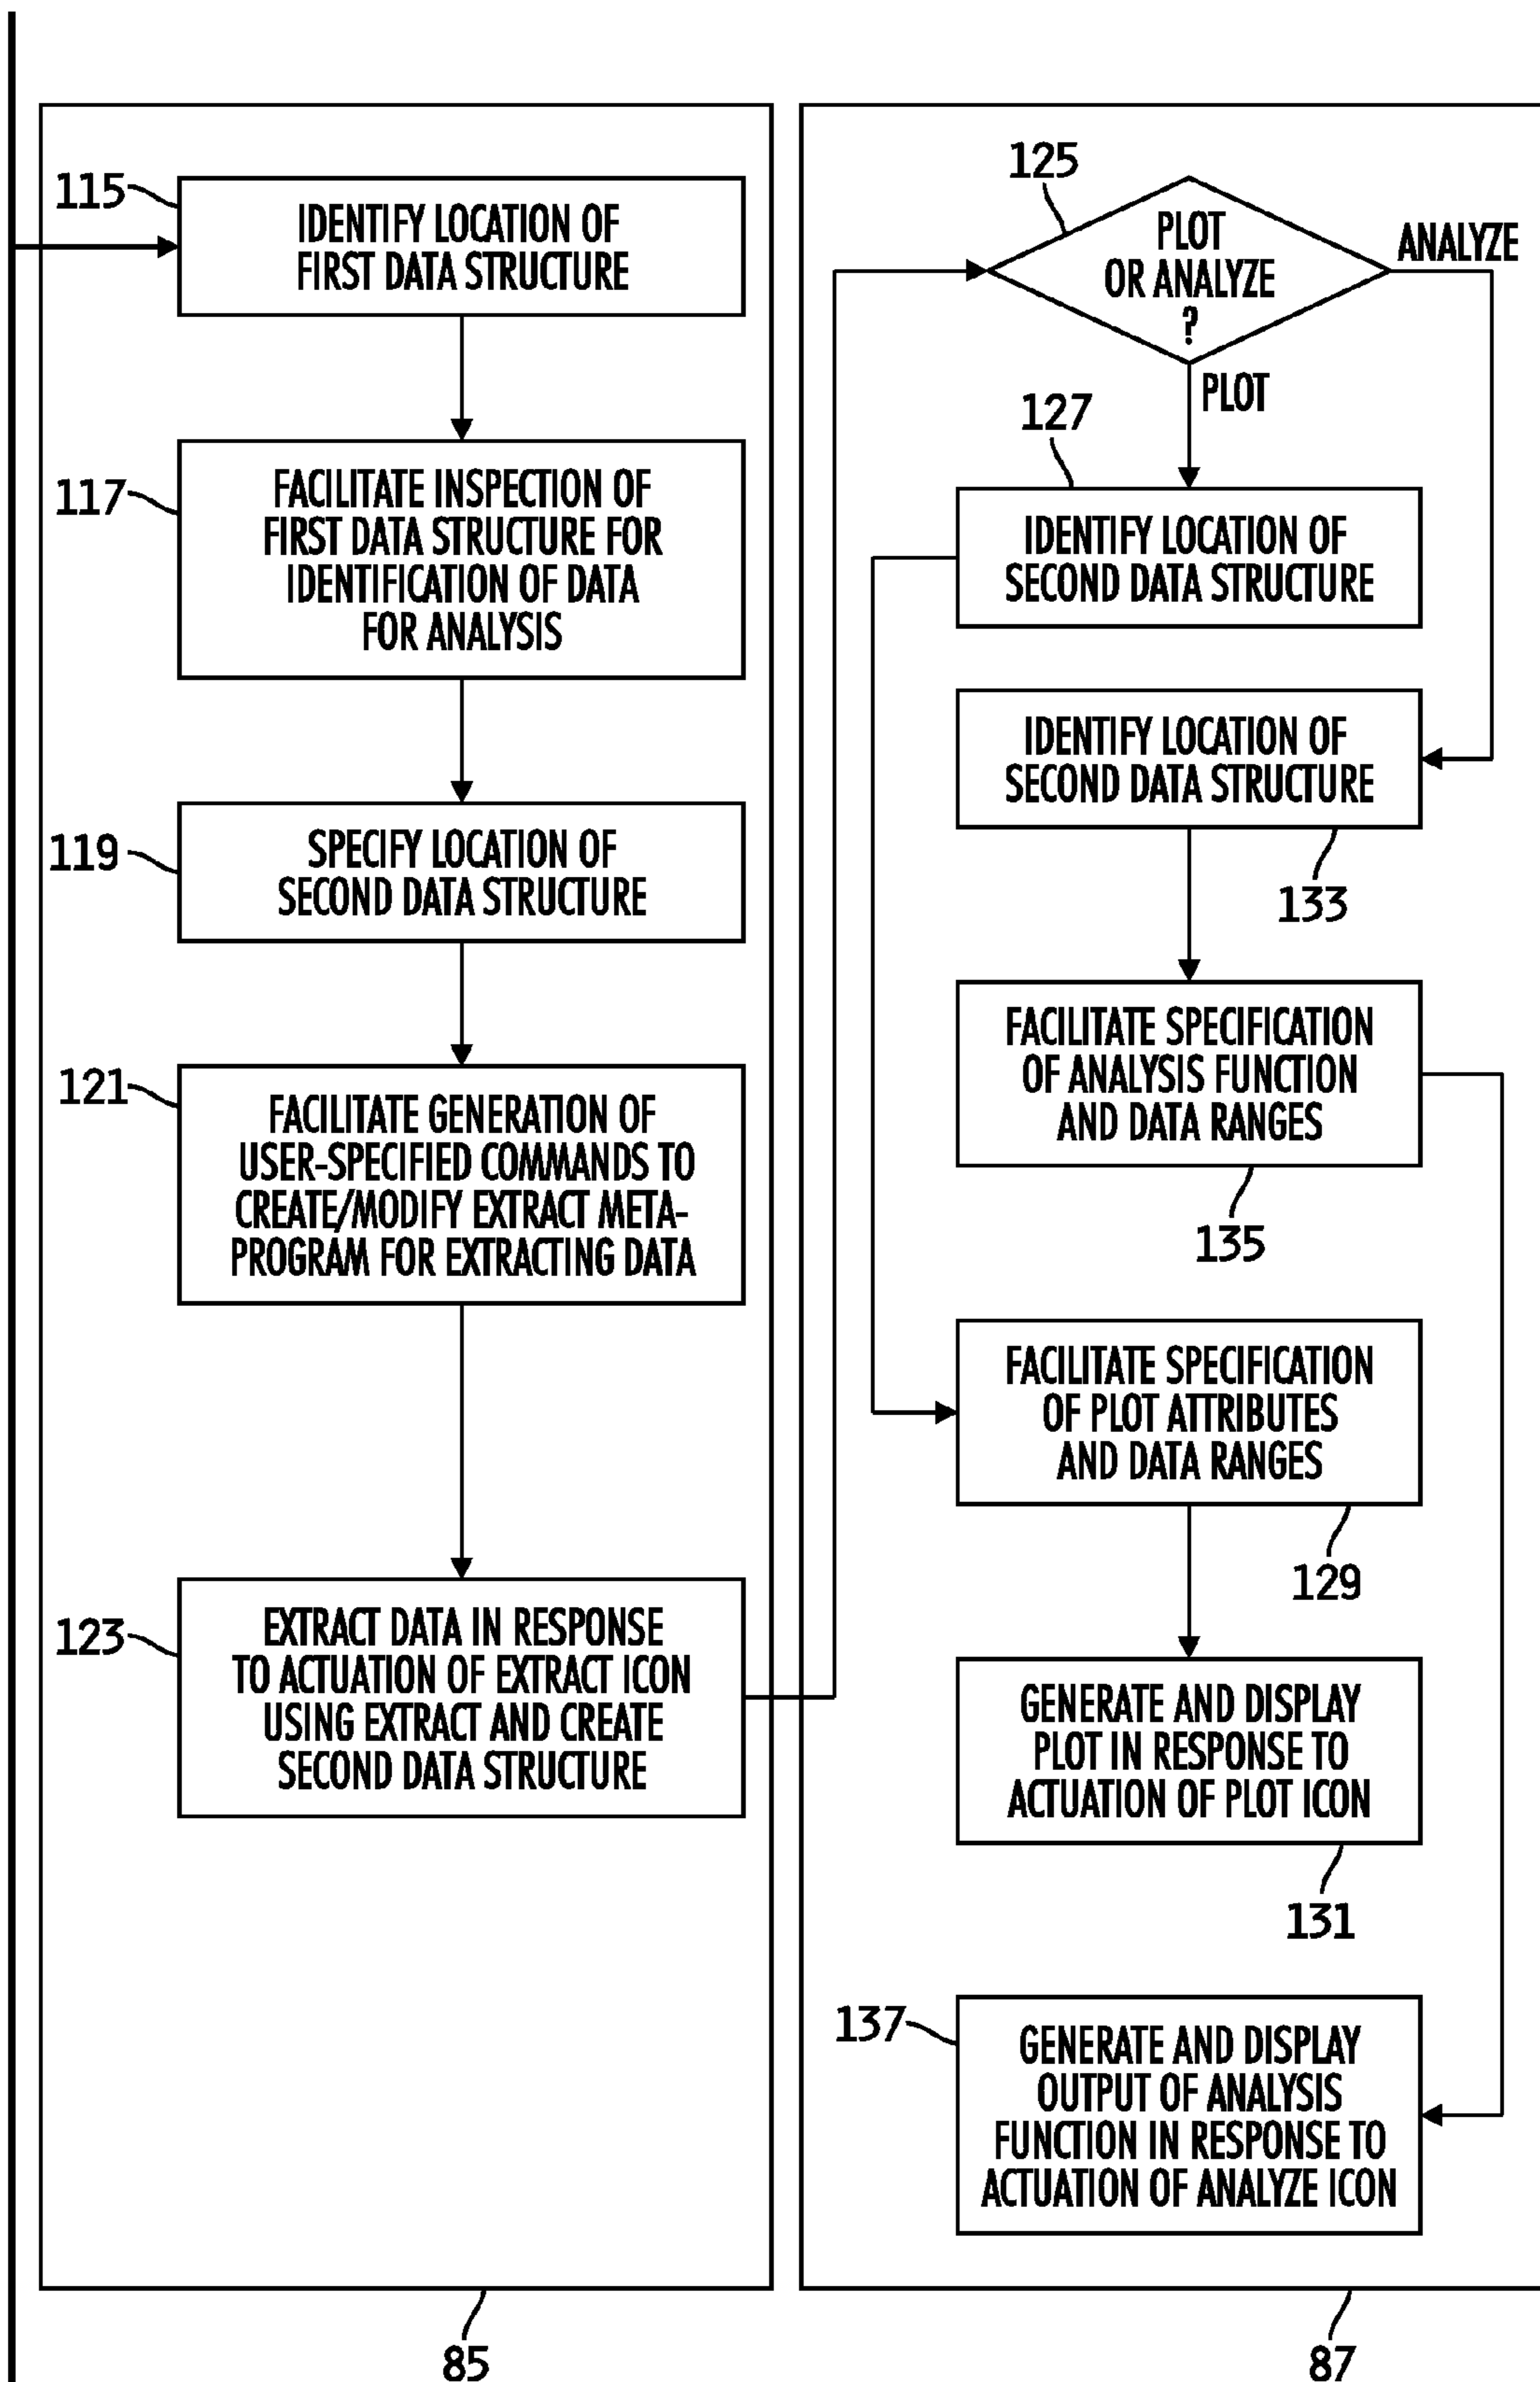 115
IDENTIFY LOCATION OF
FIRST DATA STRUCTURE
117
FACILITATE INSPECTION OF
FIRST DATA STRUCTURE FOR
IDENTIFICATION OF DATA
FOR ANALYSIS
119
SPECIFY LOCATION OF
SECOND DATA STRUCTURE
121
FACILITATE GENERATION OF
USER-SPECIFIED COMMANDS TO
CREATE/MODIFY EXTRACT META-
PROGRAM FOR EXTRACTING DATA
123
EXTRACT DATA IN RESPONSE
TO ACTUATION OF EXTRACT ICON
USING EXTRACT AND CREATE
SECOND DATA STRUCTURE
85
125
PLOT
OR ANALYZE
?
ANALYZE
PLOT
127
IDENTIFY LOCATION OF
SECOND DATA STRUCTURE
IDENTIFY LOCATION OF
SECOND DATA STRUCTURE
133
FACILITATE SPECIFICATION
OF ANALYSIS FUNCTION
AND DATA RANGES
135
FACILITATE SPECIFICATION
OF PLOT ATTRIBUTES
AND DATA RANGES
129
GENERATE AND DISPLAY
PLOT IN RESPONSE TO
ACTUATION OF PLOT ICON
131
137
GENERATE AND DISPLAY
OUTPUT OF ANALYSIS
FUNCTION IN RESPONSE TO
ACTUATION OF ANALYZE ICON
87